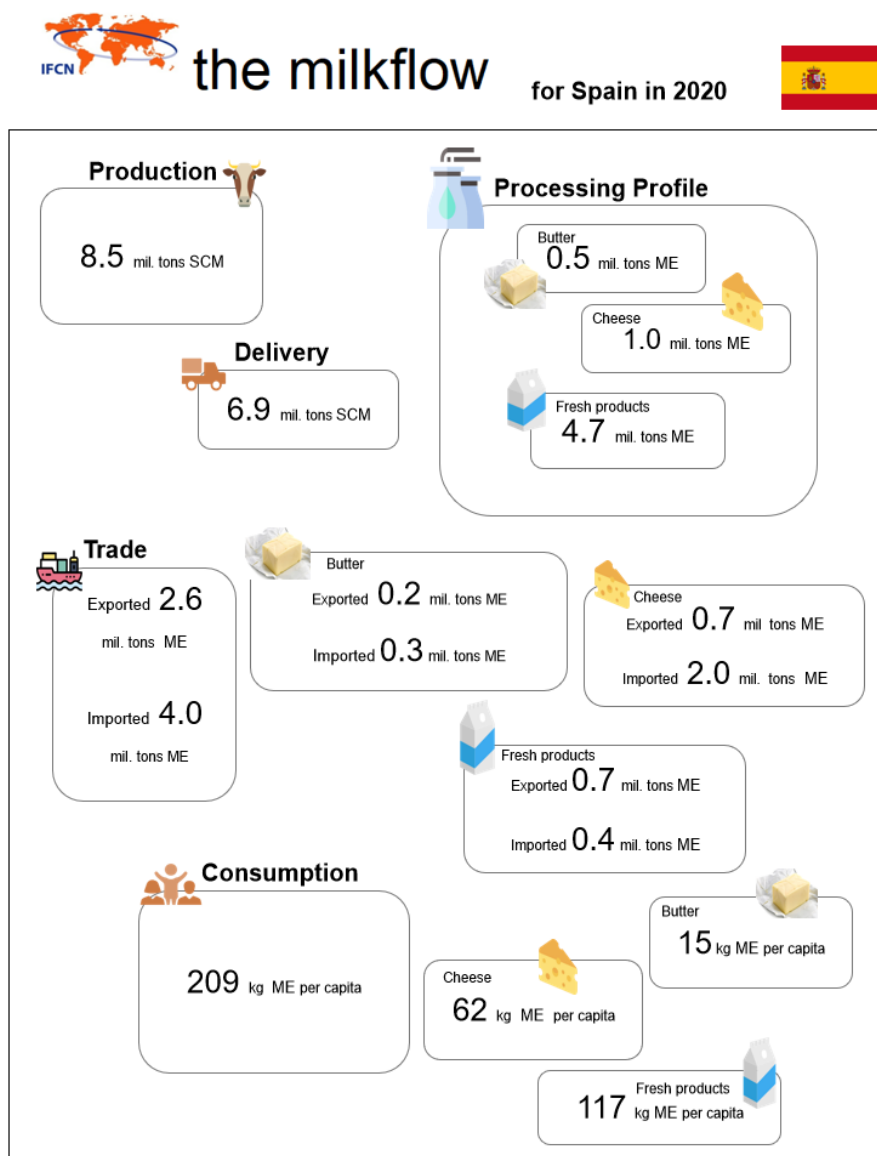 IFCN
the milkflow for Spain in 2020
Production
8.5 mil. tons SCM
Delivery
6.9 mil. tons SCM
Processing Profile
Butter
0.5 mil. tons ME
Cheese
1.0 mil. tons ME
Fresh products
4.7 mil. tons ME
Trade
Exported 2.6
mil. tons ME
Imported 4.0
mil. tons ME
Butter
Exported 0.2 mil. tons ME
Imported 0.3 mil. tons ME
Cheese
Exported 0.7 mil tons ME
Imported 2.0 mil. tons ME
Fresh products
Exported 0.7 mil. tons ME
Imported 0.4 mil. tons ME
Consumption
209 kg ME per capita
Butter
15 kg ME per capita
Cheese
62 kg ME per capita
Fresh products
117 kg ME per capita